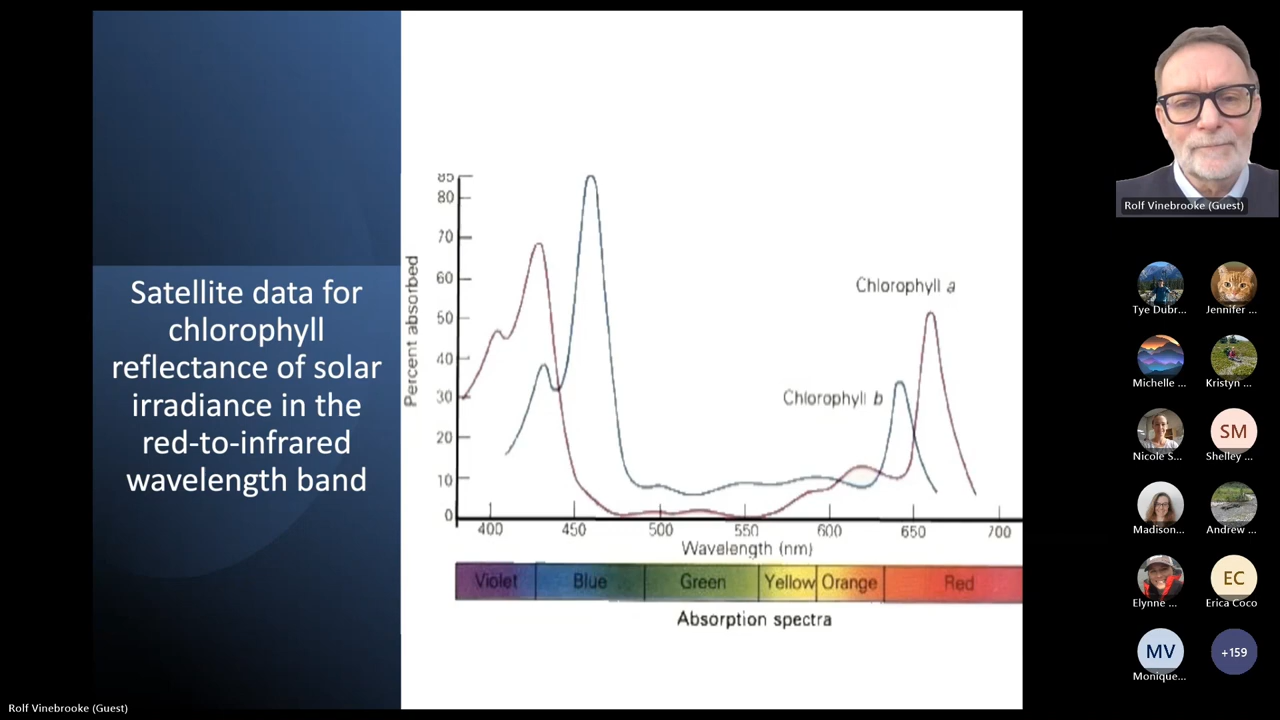 Satellite data for
chlorophyll
reflectance of solar
irradiance in the
red-to-infrared
wavelength band
Percent absorbed
85
80
70
60
50
40
30
20
10
0
Chlorophyll a
Chlorophyll b
400 450 500 550 600 650 700
Wavelength (nm)
Violet Blue Green Yellow Orange Red
Absorption spectra
Rolf Vinebrooke (Guest)
Tye Dubr... Jennifer ...
Michelle ... Kristyn ...
SM
Nicole S... Shelley ...
Madison... Andrew ...
EC
Elynne ... Erica Coco
MV +159
Monique...
Rolf Vinebrooke (Guest)